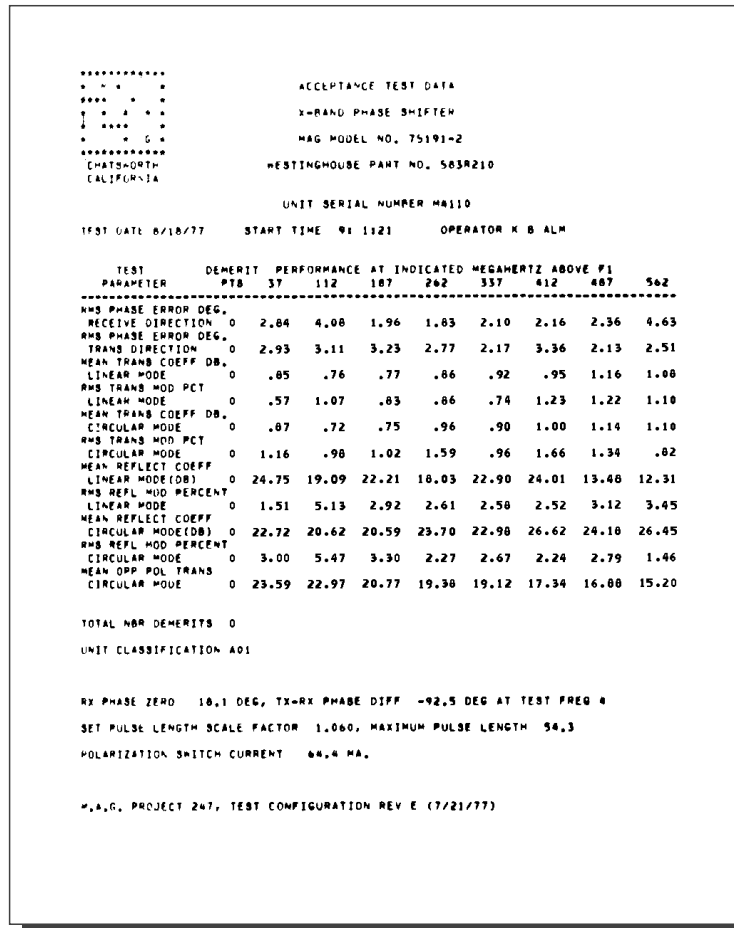 ACCEPTANCE TEST DATA
X-BAND PHASE SHIFTER
MAG MODEL NO. 75191-2
CHATSWORTH
CALIFORNIA
WESTINGHOUSE PART NO. 583R210
UNIT SERIAL NUMBER MA110
TEST DATE 8/18/77 START TIME 9: 1:21 OPERATOR K B ALM
TEST DEMERIT PERFORMANCE AT INDICATED MEGAHERTZ ABOVE F1
PARAMETER PTS 37 112 187 262 337 412 487 562
RMS PHASE ERROR DEG.
RECEIVE DIRECTION 0 2.84 4.08 1.96 1.83 2.10 2.16 2.36 4.63
RMS PHASE ERROR DEG.
TRANS DIRECTION 0 2.93 3.11 3.23 2.77 2.17 3.36 2.13 2.51
MEAN TRANS COEFF DB.
LINEAR MODE 0 .85 .76 .77 .86 .92 .95 1.16 1.08
RMS TRANS MOD PCT
LINEAR MODE 0 .57 1.07 .83 .86 .74 1.23 1.22 1.10
MEAN TRANS COEFF DB.
CIRCULAR MODE 0 .87 .72 .75 .96 .90 1.00 1.14 1.10
RMS TRANS MOD PCT
CIRCULAR MODE 0 1.16 .98 1.02 1.59 .96 1.66 1.34 .82
MEAN REFLECT COEFF
LINEAR MODE(DB) 0 24.75 19.09 22.21 18.03 22.90 24.01 13.48 12.31
RMS REFL MOD PERCENT
LINEAR MODE 0 1.51 5.13 2.92 2.61 2.58 2.52 3.12 3.45
MEAN REFLECT COEFF
CIRCULAR MODE(DB) 0 22.72 20.62 20.59 23.70 22.98 26.62 24.18 26.45
RMS REFL MOD PERCENT
CIRCULAR MODE 0 3.00 5.47 3.30 2.27 2.67 2.24 2.79 1.46
MEAN OPP POL TRANS
CIRCULAR MODE 0 23.59 22.97 20.77 19.38 19.12 17.34 16.88 15.20
TOTAL NBR DEMERITS 0
UNIT CLASSIFICATION A01
RX PHASE ZERO 18.1 DEG, TX-RX PHASE DIFF -92.5 DEG AT TEST FREQ 4
SET PULSE LENGTH SCALE FACTOR 1.060, MAXIMUM PULSE LENGTH 54.3
POLARIZATION SWITCH CURRENT 64.4 MA.
M.A.G. PROJECT 247, TEST CONFIGURATION REV E (7/21/77)